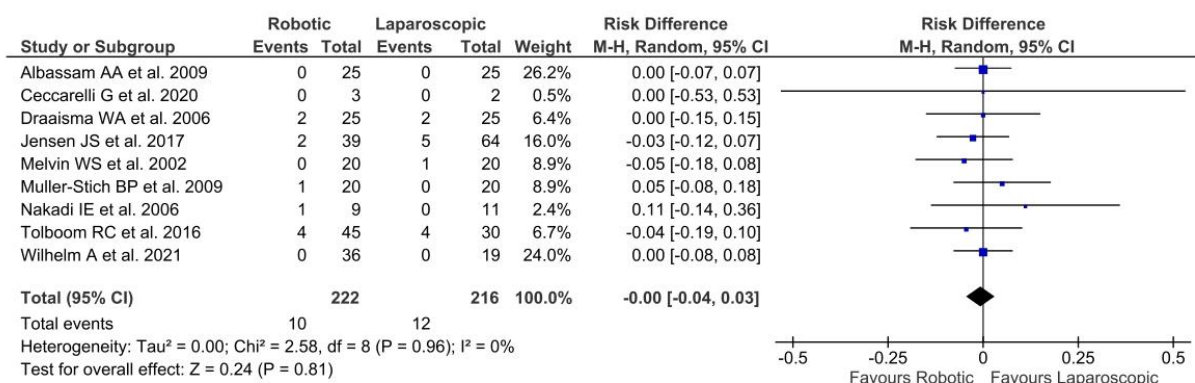 Robotic Laparoscopic Risk Difference Risk Difference
Study or Subgroup Events Total Events Total Weight M-H, Random, 95% CI M-H, Random, 95% CI
Albassam AA et al. 2009 0 25 0 25 26.2% 0.00 [-0.07, 0.07]
Ceccarelli G et al. 2020 0 3 0 2 0.5% 0.00 [-0.53, 0.53]
Draaisma WA et al. 2006 2 25 2 25 6.4% 0.00 [-0.15, 0.15]
Jensen JS et al. 2017 2 39 5 64 16.0% -0.03 [-0.12, 0.07]
Melvin WS et al. 2002 0 20 1 20 8.9% -0.05 [-0.18, 0.08]
Muller-Stich BP et al. 2009 1 20 0 20 8.9% 0.05 [-0.08, 0.18]
Nakadi IE et al. 2006 1 9 0 11 2.4% 0.11 [-0.14, 0.36]
Tolboom RC et al. 2016 4 45 4 30 6.7% -0.04 [-0.19, 0.10]
Wilhelm A et al. 2021 0 36 0 19 24.0% 0.00 [-0.08, 0.08]
Total (95% CI) 222 216 100.0% -0.00 [-0.04, 0.03]
Total events 10 12
Heterogeneity: Tau² = 0.00; Chi² = 2.58, df = 8 (P = 0.96); I² = 0%
Test for overall effect: Z = 0.24 (P = 0.81)
-0.5 -0.25 0 0.25 0.5
Favours Robotic Favours Laparoscopic